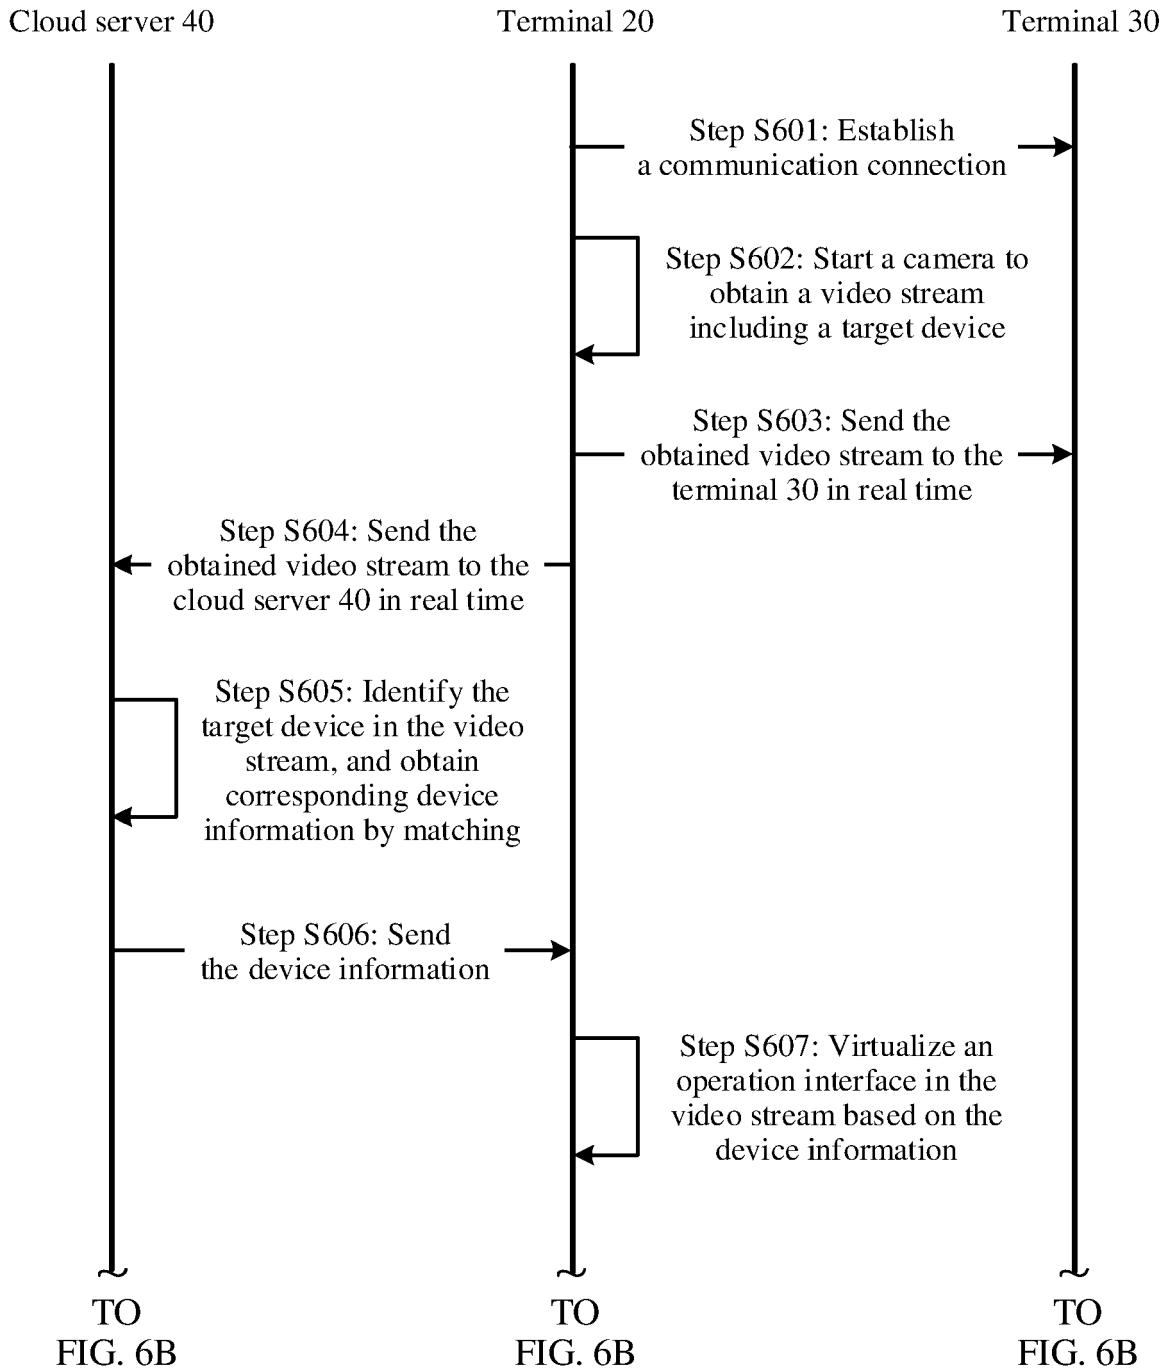 Cloud server 40
Terminal 20
Terminal 30
Step S601: Establish
a communication connection
Step S602: Start a camera to
obtain a video stream
including a target device
Step S603: Send the
obtained video stream to the
terminal 30 in real time
Step S604: Send the
obtained video stream to the
cloud server 40 in real time
Step S605: Identify the
target device in the video
stream, and obtain
corresponding device
information by matching
Step S606: Send
the device information
Step S607: Virtualize an
operation interface in the
video stream based on the
device information
TO
FIG. 6B
TO
FIG. 6B
TO
FIG. 6B